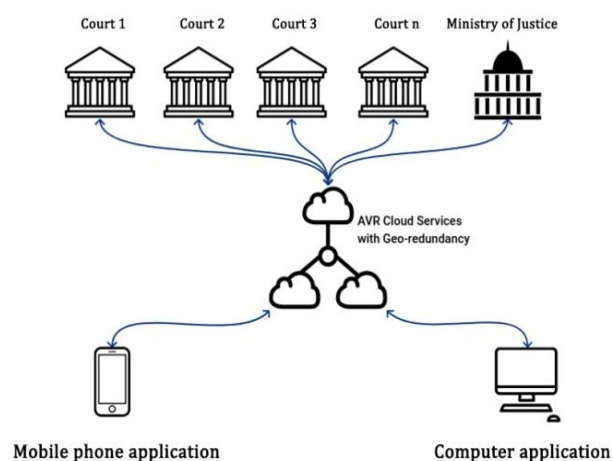 Court 1
Court 2
Court 3
Court n
Ministry of Justice
AVR Cloud Services
with Geo-redundancy
Mobile phone application
Computer application